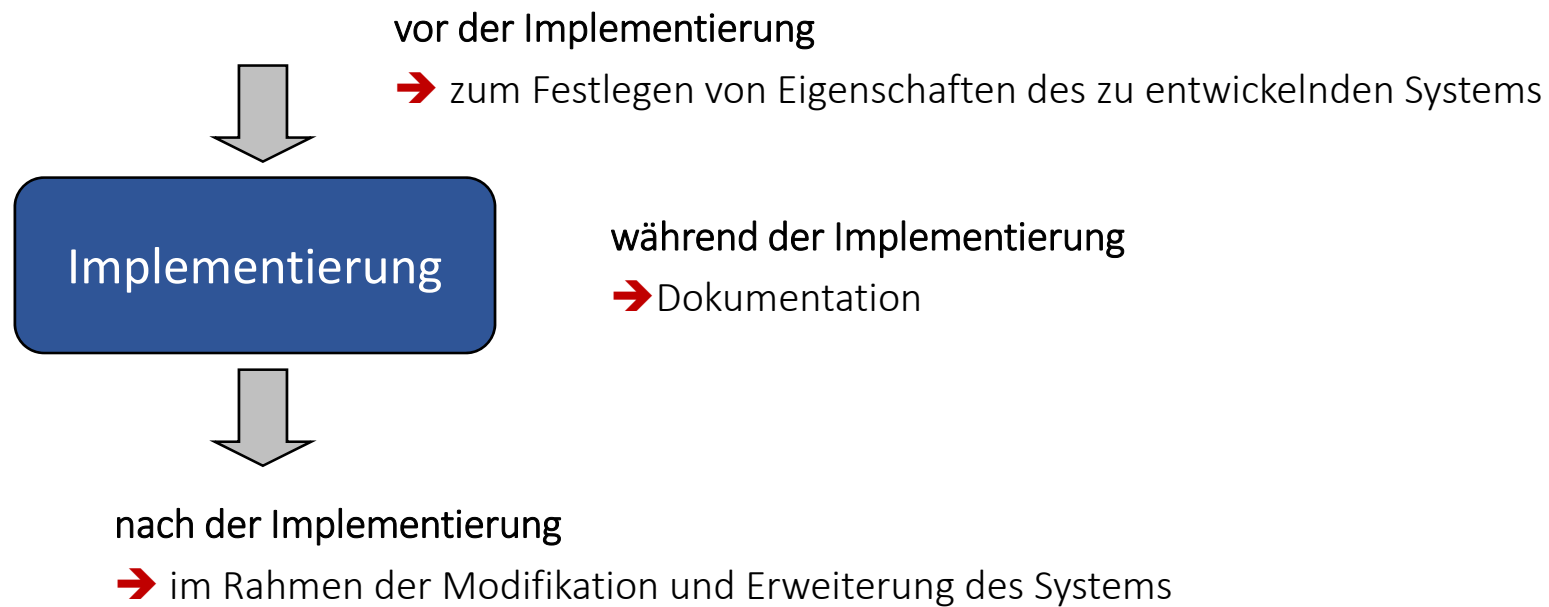 vor der Implementierung
➔ zum Festlegen von Eigenschaften des zu entwickelnden Systems
Implementierung
während der Implementierung
➔Dokumentation
nach der Implementierung
➔ im Rahmen der Modifikation und Erweiterung des Systems